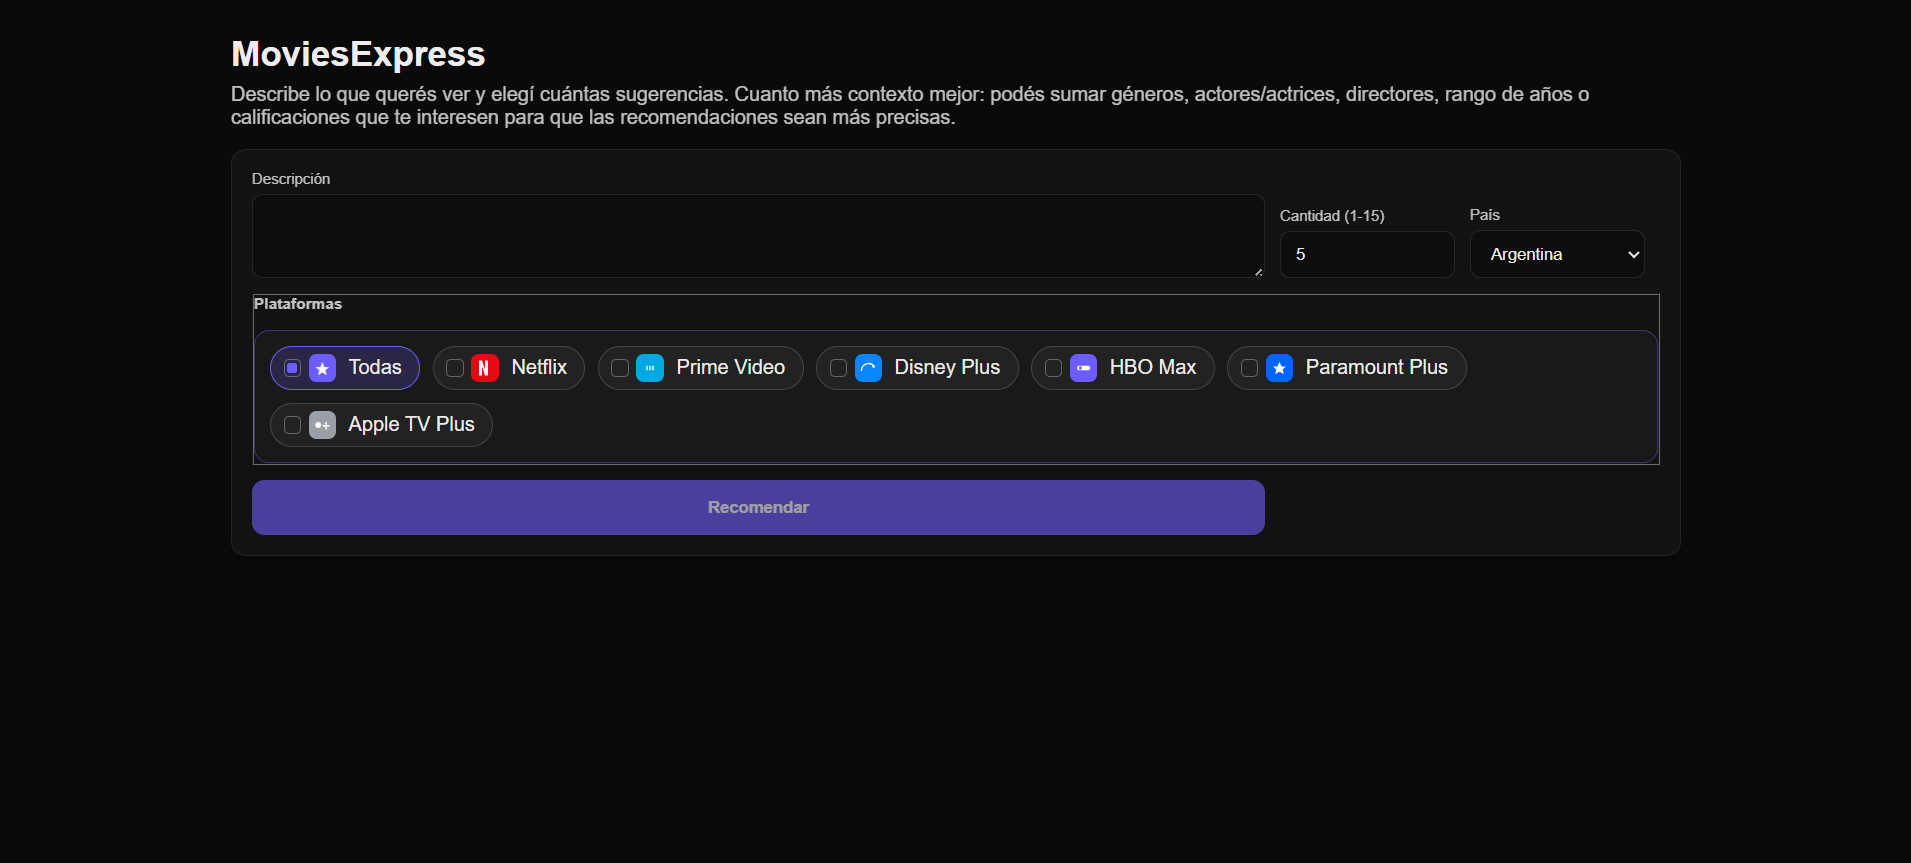 MoviesExpress
Describe lo que querés ver y elegí cuántas sugerencias. Cuanto más contexto mejor: podés sumar géneros, actores/actrices, directores, rango de años o
calificaciones que te interesen para que las recomendaciones sean más precisas.
Descripción
Cantidad (1-15)
País
5
Argentina
Plataformas
Todas
N Netflix
Prime Video
Disney Plus
HBO Max
Paramount Plus
Apple TV Plus
Recomendar